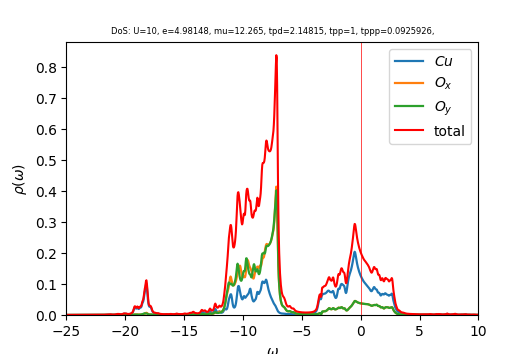 DoS: U=10, e=4.98148, mu=12.265, tpd=2.14815, tpp=1, tppp=0.0925926,
ρ(ω)
0.8
0.7
0.6
0.5
0.4
0.3
0.2
0.1
0.0
Cu
O_x
O_y
total
−25 −20 −15 −10 −5 0 5 10
ω